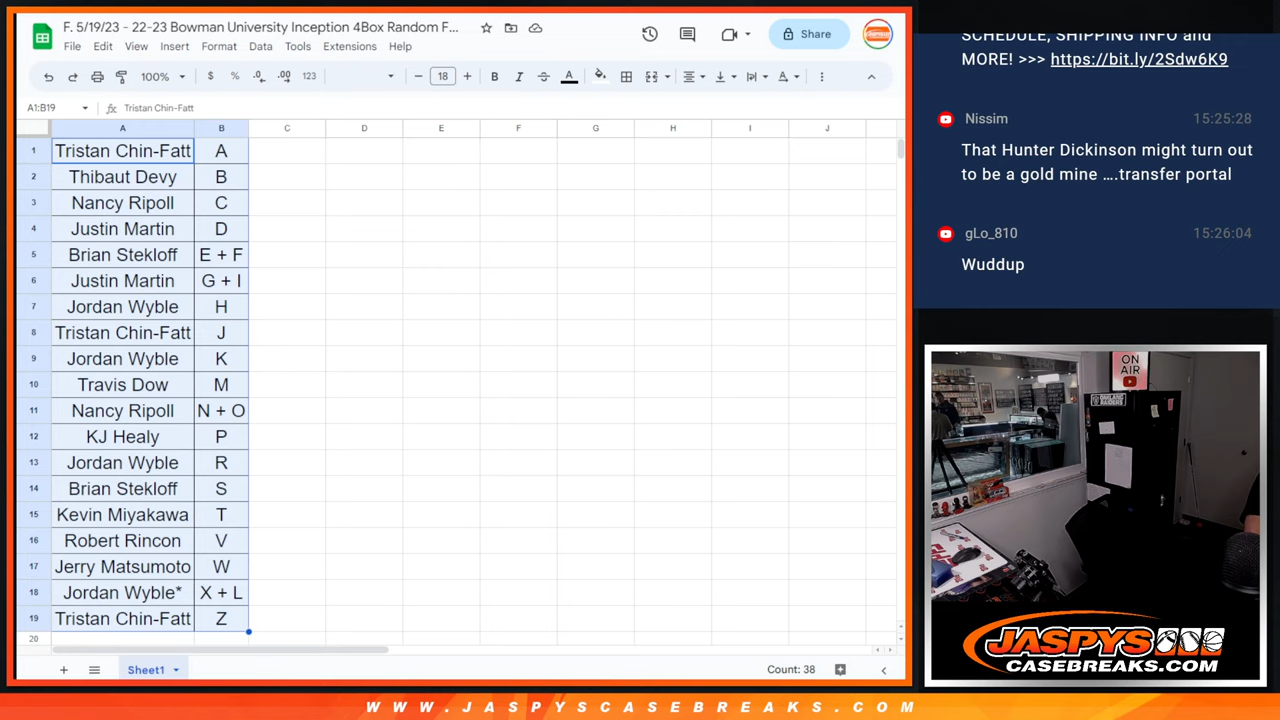 F. 5/19/23 - 22-23 Bowman University Inception 4Box Random F...
File Edit View Insert Format Data Tools Extensions Help
Share
100% $ % .0 .00 123 18 B I A
A1:B19 fx Tristan Chin-Fatt
A B C D E F G H I J
1 Tristan Chin-Fatt A
2 Thibaut Devy B
3 Nancy Ripoll C
4 Justin Martin D
5 Brian Stekloff E + F
6 Justin Martin G + I
7 Jordan Wyble H
8 Tristan Chin-Fatt J
9 Jordan Wyble K
10 Travis Dow M
11 Nancy Ripoll N + O
12 KJ Healy P
13 Jordan Wyble R
14 Brian Stekloff S
15 Kevin Miyakawa T
16 Robert Rincon V
17 Jerry Matsumoto W
18 Jordan Wyble* X + L
19 Tristan Chin-Fatt Z
20
Sheet1 Count: 38
SCHEDULE, SHIPPING INFO and
MORE! >>> https://bit.ly/2Sdw6K9
Nissim 15:25:28
That Hunter Dickinson might turn out
to be a gold mine ....transfer portal
gLo_810 15:26:04
Wuddup
ON
AIR
OAKLAND
RAIDERS
JASPYS
CASEBREAKS.COM
WWW.JASPYSCASEBREAKS.COM